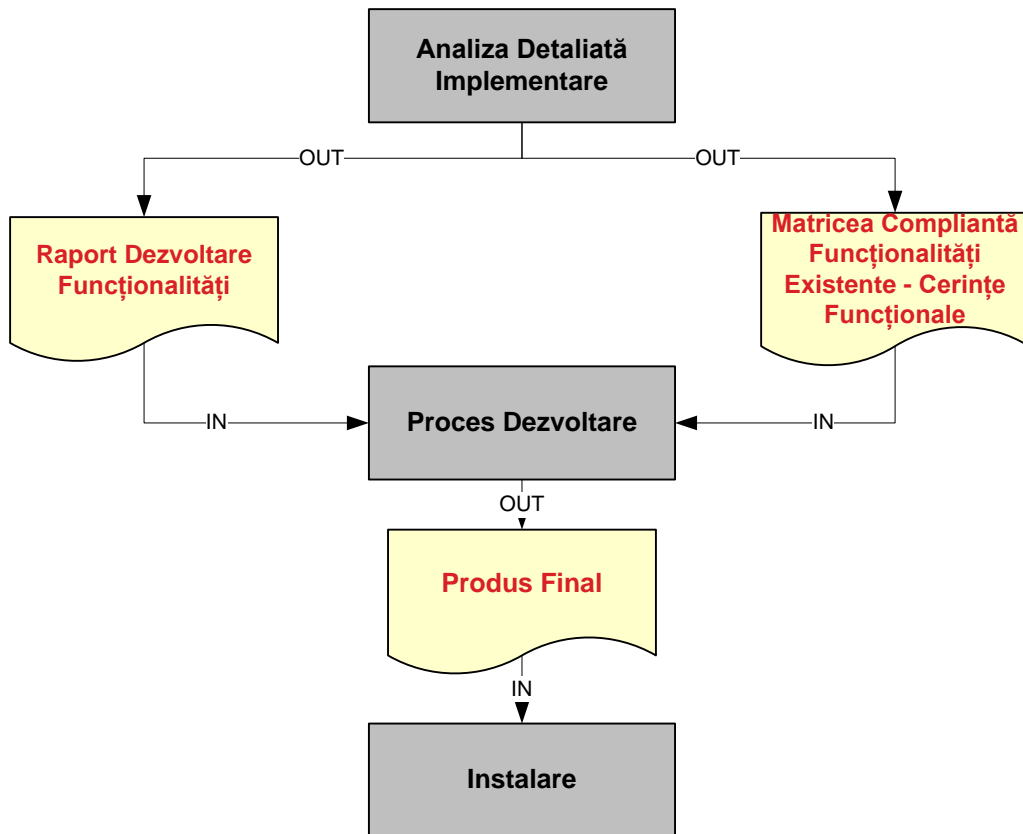 Analiza Detaliată
Implementare
OUT
OUT
Raport Dezvoltare
Funcționalități
Matricea Compliantă
Funcționalități
Existente - Cerințe
Funcționale
IN
Proces Dezvoltare
IN
OUT
Produs Final
IN
Instalare